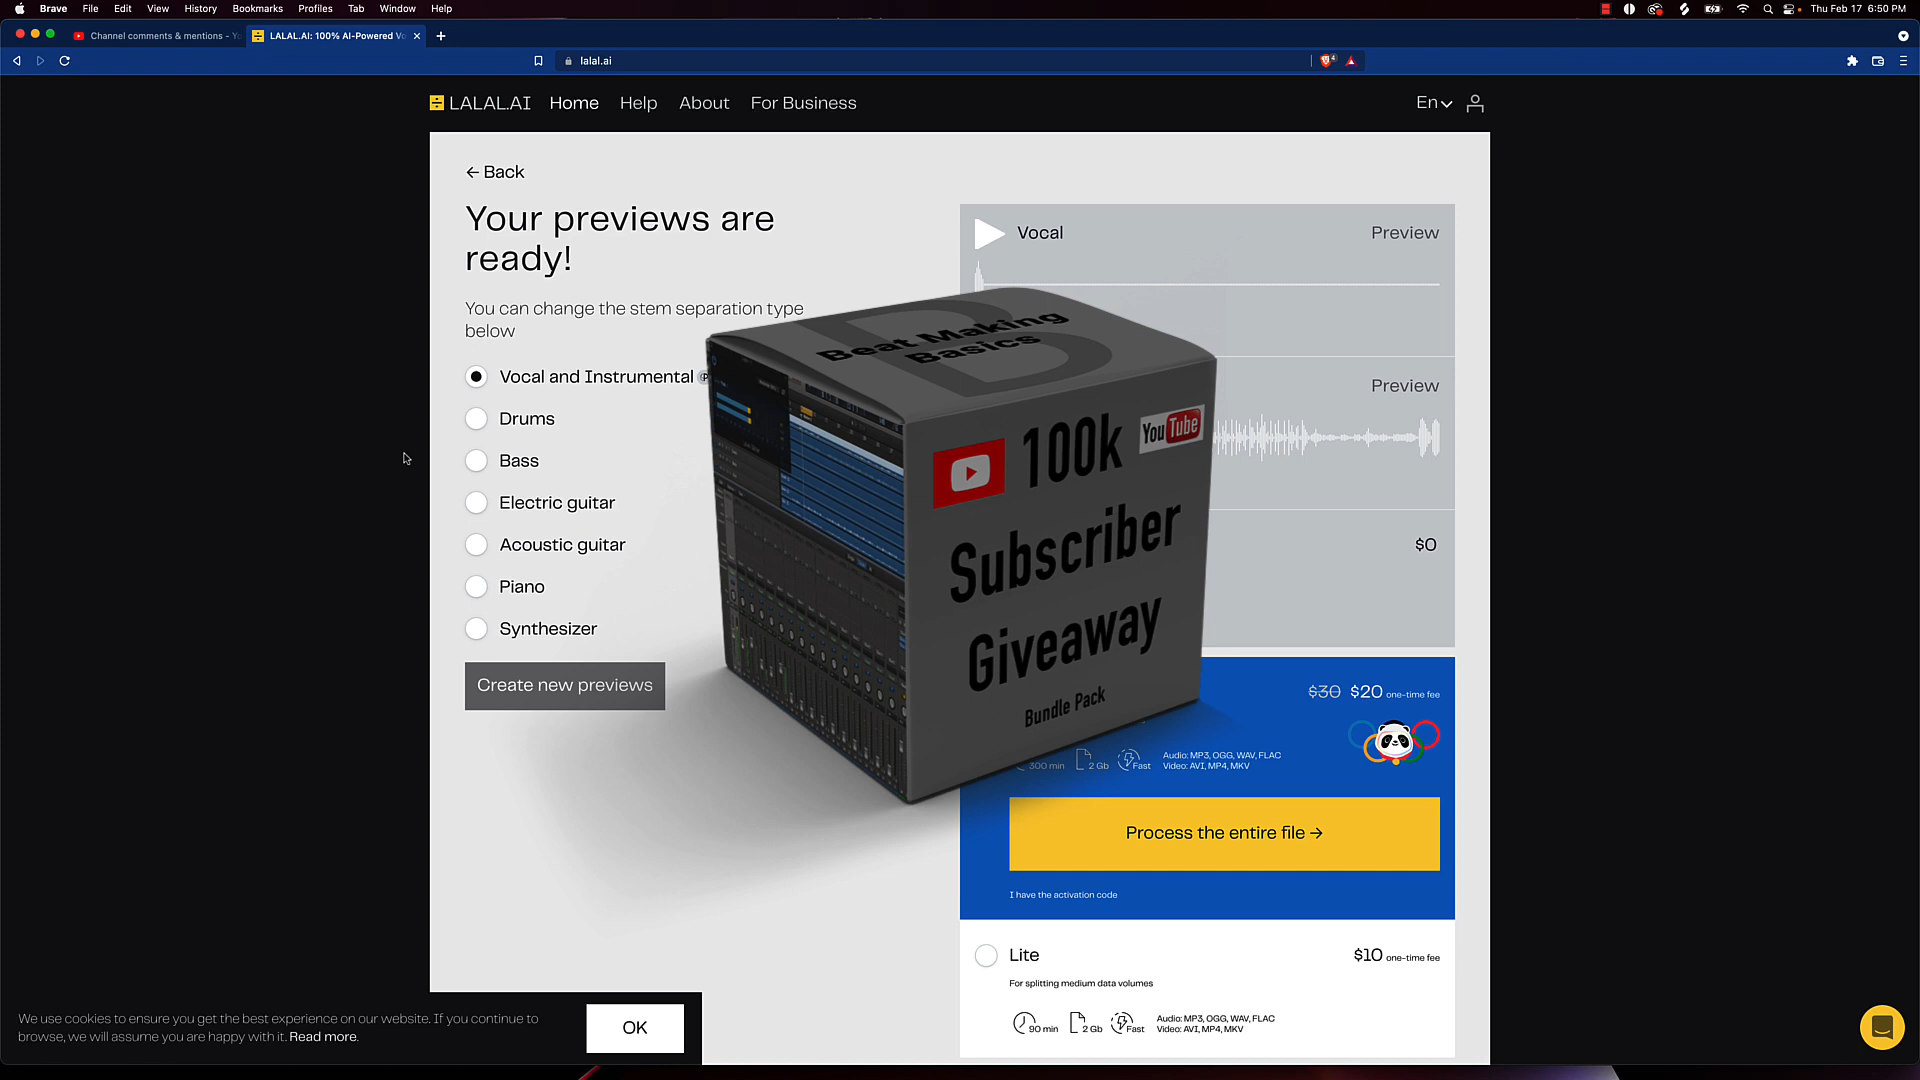 Brave File Edit View History Bookmarks Profiles Tab Window Help
Thu Feb 17 6:50 PM
Channel comments & mentions - Y
LALAL.AI: 100% AI-Powered Vo
lalal.ai
4
LALAL.AI Home Help About For Business
En
← Back
Your previews are
ready!
You can change the stem separation type
below
Vocal and Instrumental
Drums
Bass
Electric guitar
Acoustic guitar
Piano
Synthesizer
Create new previews
Vocal
Preview
Preview
$0
Beat Making
Basics
100k
YouTube
Subscriber
Giveaway
Bundle Pack
$30 $20 one-time fee
300 min
2 Gb
Fast
Audio: MP3, OGG, WAV, FLAC
Video: AVI, MP4, MKV
Process the entire file →
I have the activation code
Lite
$10 one-time fee
For splitting medium data volumes
90 min
2 Gb
Fast
Audio: MP3, OGG, WAV, FLAC
Video: AVI, MP4, MKV
We use cookies to ensure you get the best experience on our website. If you continue to
browse, we will assume you are happy with it. Read more.
OK